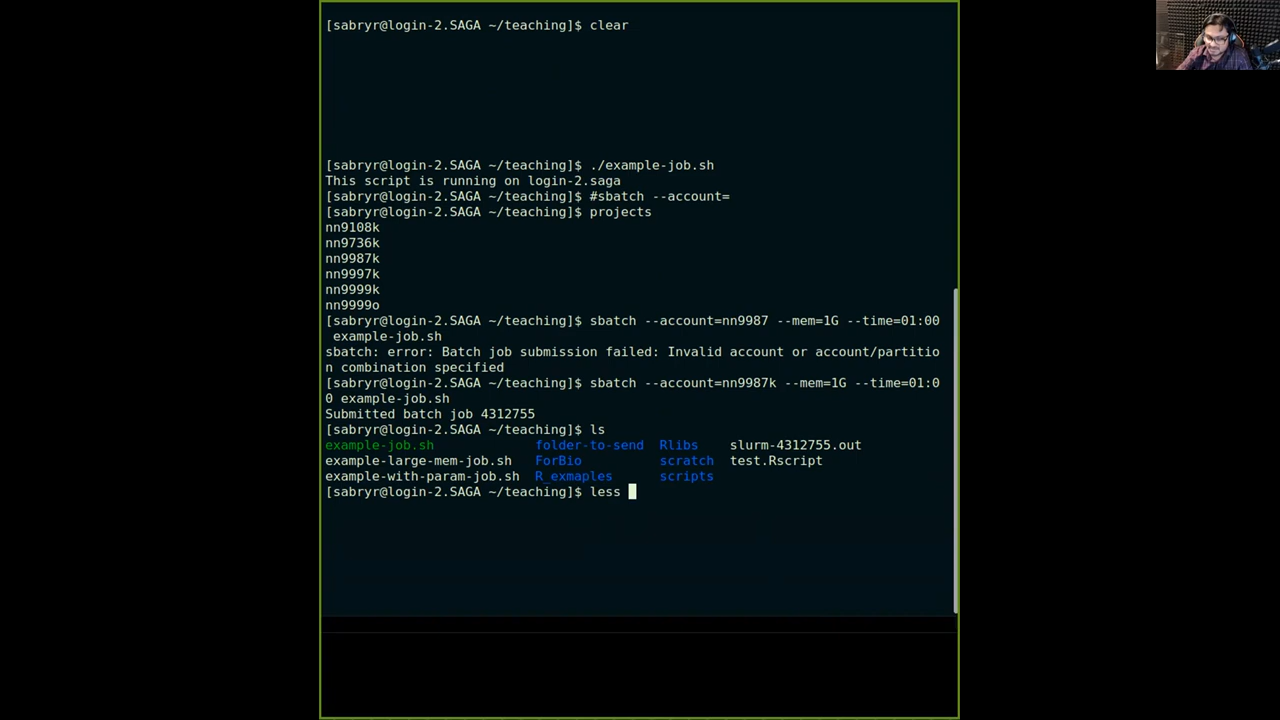 [sabryr@login-2.SAGA ~/teaching]$ clear
[sabryr@login-2.SAGA ~/teaching]$ ./example-job.sh
This script is running on login-2.saga
[sabryr@login-2.SAGA ~/teaching]$ #sbatch --account=
[sabryr@login-2.SAGA ~/teaching]$ projects
nn9108k
nn9736k
nn9987k
nn9997k
nn9999k
nn9999o
[sabryr@login-2.SAGA ~/teaching]$ sbatch --account=nn9987 --mem=1G --time=01:00
example-job.sh
sbatch: error: Batch job submission failed: Invalid account or account/partitio
n combination specified
[sabryr@login-2.SAGA ~/teaching]$ sbatch --account=nn9987k --mem=1G --time=01:0
0 example-job.sh
Submitted batch job 4312755
[sabryr@login-2.SAGA ~/teaching]$ ls
example-job.sh folder-to-send Rlibs slurm-4312755.out
example-large-mem-job.sh ForBio scratch test.Rscript
example-with-param-job.sh R_exmaples scripts
[sabryr@login-2.SAGA ~/teaching]$ less